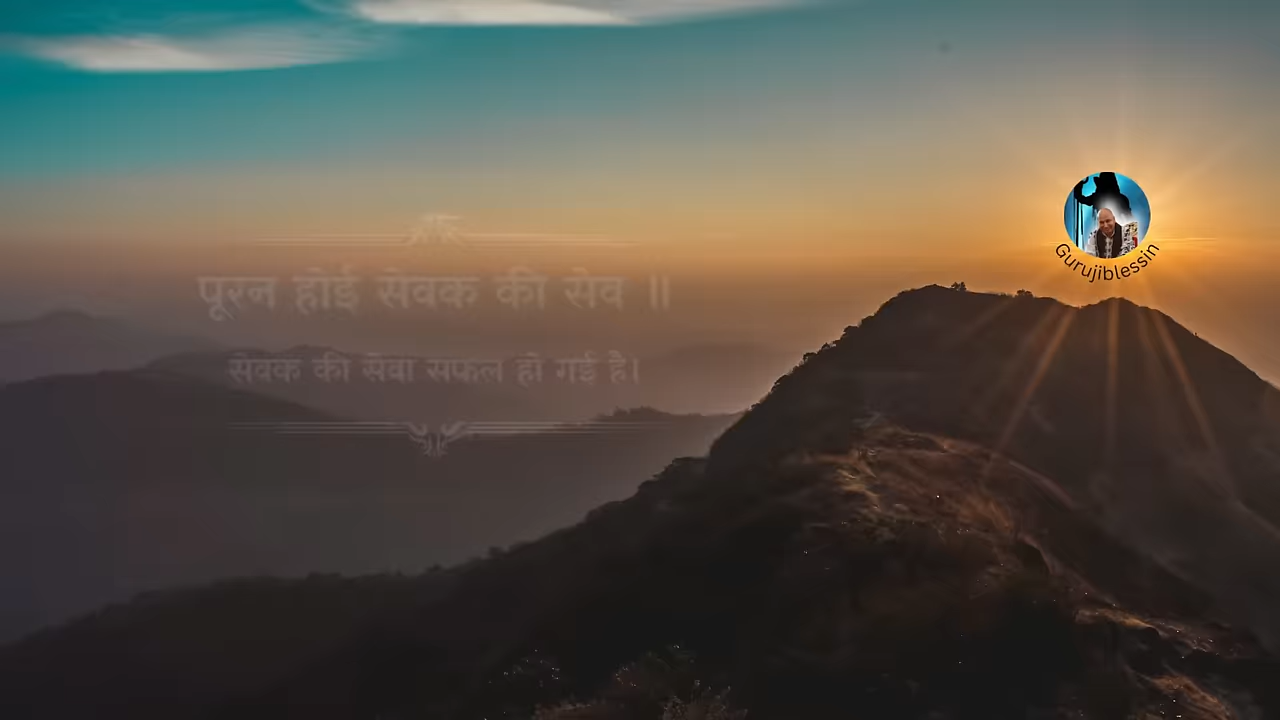 पूरन होई सेवक की सेव ॥
सेवक की सेवा सफल हो गई है।
Gurujiblessin